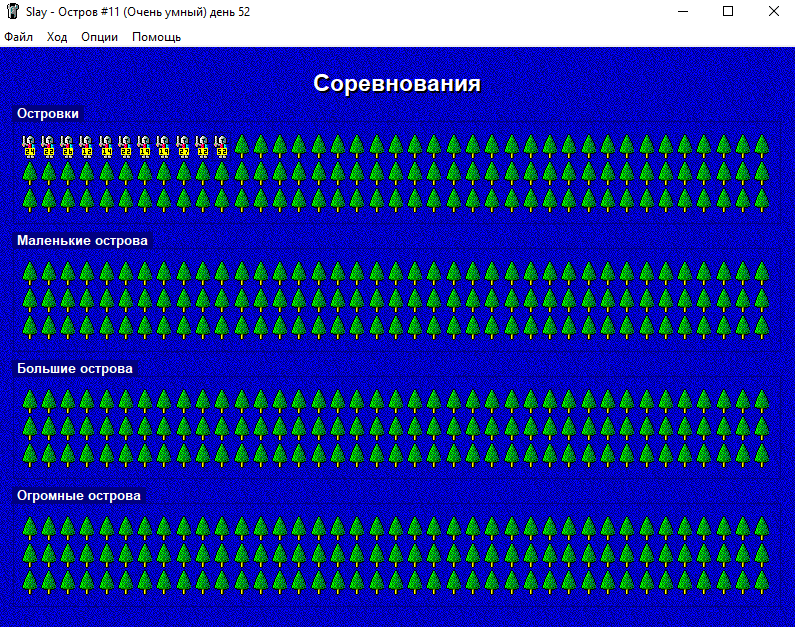 Slay - Остров #11 (Очень умный) день 52
Файл Ход Опции Помощь
Соревнования
Островки
Маленькие острова
Большие острова
Огромные острова